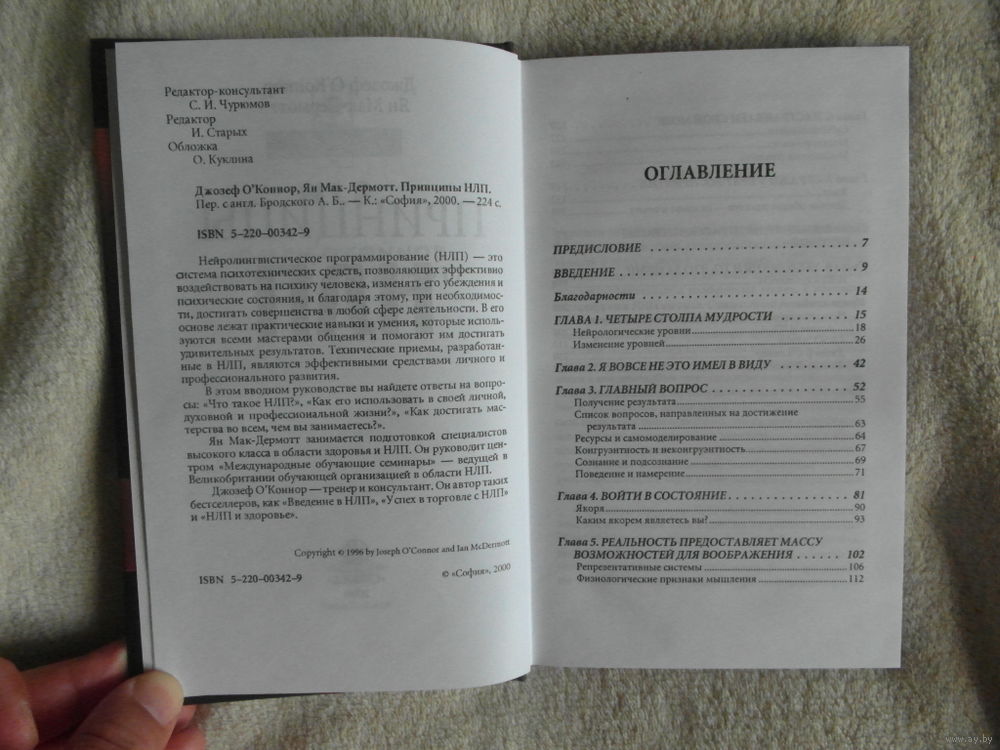 Редактор-консультант
С. И. Чурюмов
Редактор
И. Старых
Обложка
О. Куклина
Джозеф О’Коннор, Ян Мак-Дермотт. Принципы НЛП.
Пер. с англ. Бродского А. Б.. — К.: «София», 2000. — 224 с.
ISBN 5-220-00342-9
Нейролингвистическое программирование (НЛП) — это
система психотехнических средств, позволяющих эффективно
воздействовать на психику человека, изменять его убеждения и
психические состояния, и благодаря этому, при необходимос-
ти, достигать совершенства в любой сфере деятельности. В его
основе лежат практические навыки и умения, которые исполь-
зуются всеми мастерами общения и помогают им достигать
удивительных результатов. Технические приемы, разработан-
ные в НЛП, являются эффективными средствами личного и
профессионального развития.
В этом вводном руководстве вы найдете ответы на вопро-
сы: «Что такое НЛП?», «Как его использовать в своей личной,
духовной и профессиональной жизни?», «Как достигать мас-
терства во всем, чем вы занимаетесь?».
Ян Мак-Дермотт занимается подготовкой специалистов
высокого класса в области здоровья и НЛП. Он руководит цен-
тром «Международные обучающие семинары» — ведущей в
Великобритании обучающей организацией в области НЛП.
Джозеф О’Коннор — тренер и консультант. Он автор таких
бестселлеров, как «Введение в НЛП», «Успех в торговле с НЛП»
и «НЛП и здоровье».
Copyright © 1996 by Joseph O’Connor and Ian McDermott
ISBN 5-220-00342-9
© «София», 2000
ОГЛАВЛЕНИЕ
ПРЕДИСЛОВИЕ . . . . . . . . . . . . . . . . . . . 7
ВВЕДЕНИЕ . . . . . . . . . . . . . . . . . . . . . 9
Благодарности . . . . . . . . . . . . . . . . . . . 14
ГЛАВА 1. ЧЕТЫРЕ СТОЛПА МУДРОСТИ . . . . . . . . 15
Нейрологические уровни . . . . . . . . . . 18
Изменение уровней . . . . . . . . . . 26
Глава 2. Я ВОВСЕ НЕ ЭТО ИМЕЛ В ВИДУ . . . . . . . . 42
Глава 3. ГЛАВНЫЙ ВОПРОС . . . . . . . . . . . . . 52
Получение результата . . . . . . . . . . 55
Список вопросов, направленных на достижение
результата . . . . . . . . . . 63
Ресурсы и самомоделирование . . . . . . . . . . 64
Конгруэнтность и неконгруэнтность . . . . . . . . . . 67
Сознание и подсознание . . . . . . . . . . 69
Поведение и намерение . . . . . . . . . . 71
Глава 4. ВОЙТИ В СОСТОЯНИЕ . . . . . . . . . . . . 81
Якоря . . . . . . . . . . 90
Каким якорем являетесь вы? . . . . . . . . . . 93
Глава 5. РЕАЛЬНОСТЬ ПРЕДОСТАВЛЯЕТ МАССУ
ВОЗМОЖНОСТЕЙ ДЛЯ ВООБРАЖЕНИЯ . . . . . . 102
Репрезентативные системы . . . . . . . . . . 106
Физиологические признаки мышления . . . . . . . . . . 112
www.ay.by